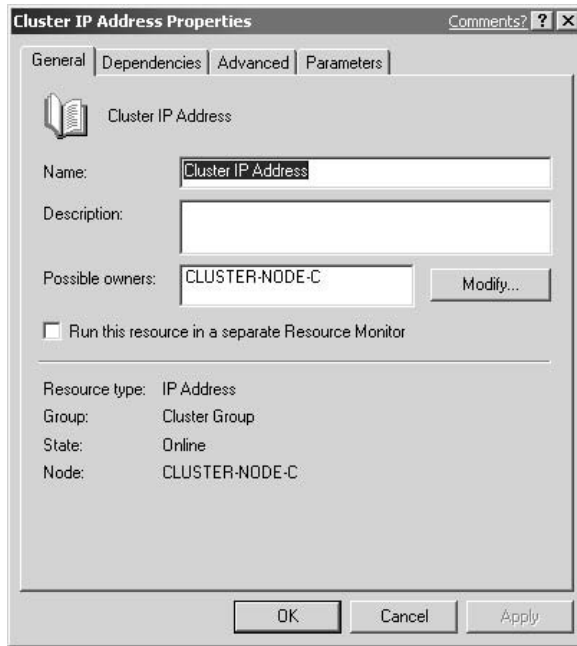 Cluster IP Address Properties Comments? ? X
General Dependencies Advanced Parameters
Cluster IP Address
Name: Cluster IP Address
Description:
Possible owners: CLUSTER-NODE-C Modify...
Run this resource in a separate Resource Monitor
Resource type: IP Address
Group: Cluster Group
State: Online
Node: CLUSTER-NODE-C
OK Cancel Apply